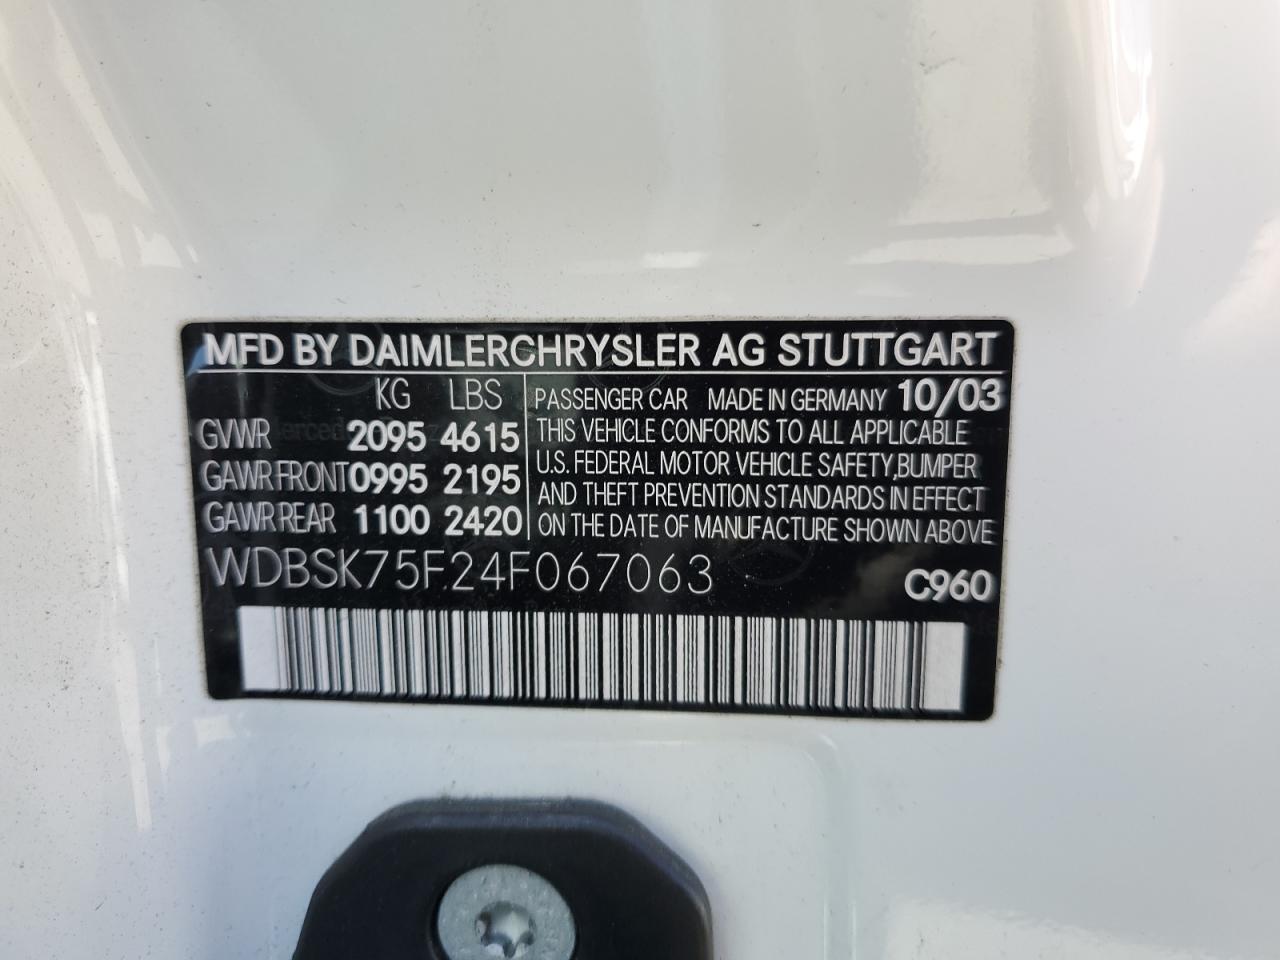 MFD BY DAIMLERCHRYSLER AG STUTTGART
KG LBS
GVWR 2095 4615
GAWR FRONT 0995 2195
GAWR REAR 1100 2420
PASSENGER CAR MADE IN GERMANY 10/03
THIS VEHICLE CONFORMS TO ALL APPLICABLE
U.S. FEDERAL MOTOR VEHICLE SAFETY, BUMPER
AND THEFT PREVENTION STANDARDS IN EFFECT
ON THE DATE OF MANUFACTURE SHOWN ABOVE
WDBSK75F24F067063 C960